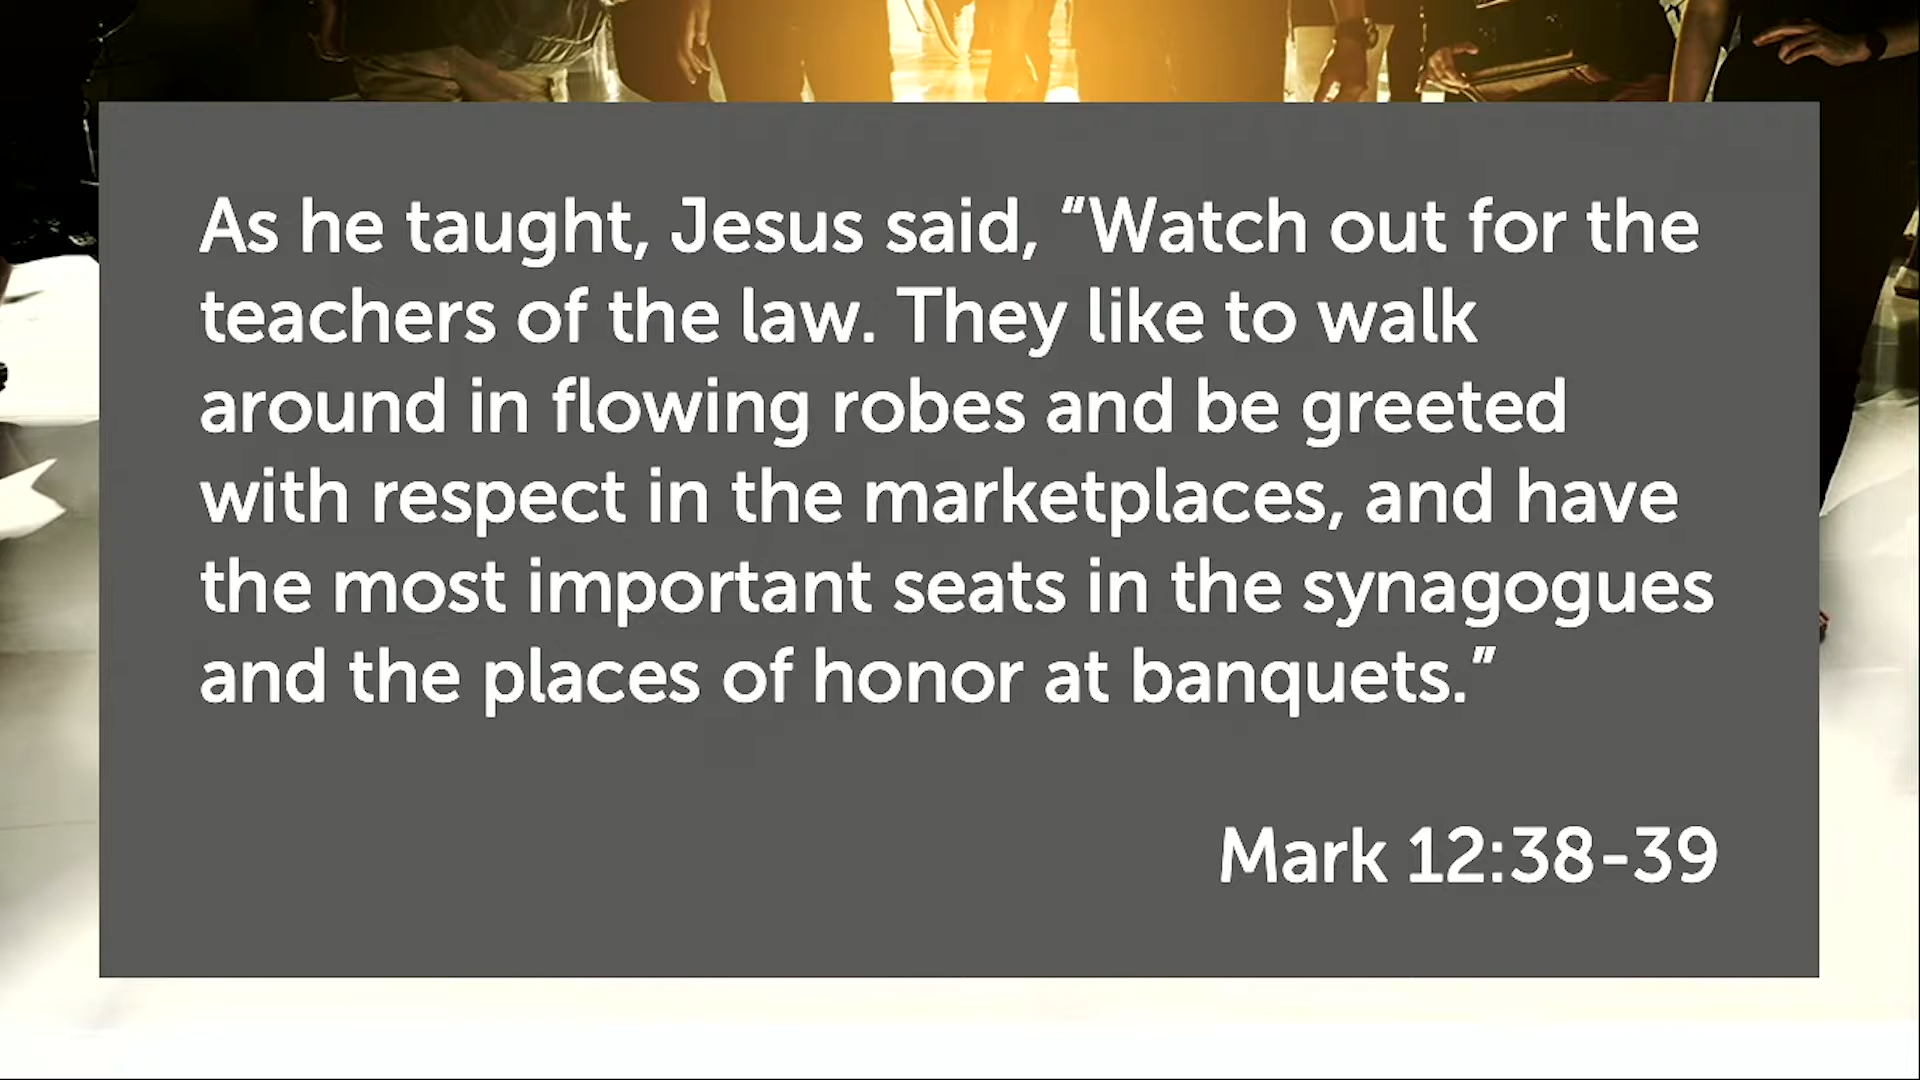 As he taught, Jesus said, “Watch out for the
teachers of the law. They like to walk
around in flowing robes and be greeted
with respect in the marketplaces, and have
the most important seats in the synagogues
and the places of honor at banquets.”
Mark 12:38-39